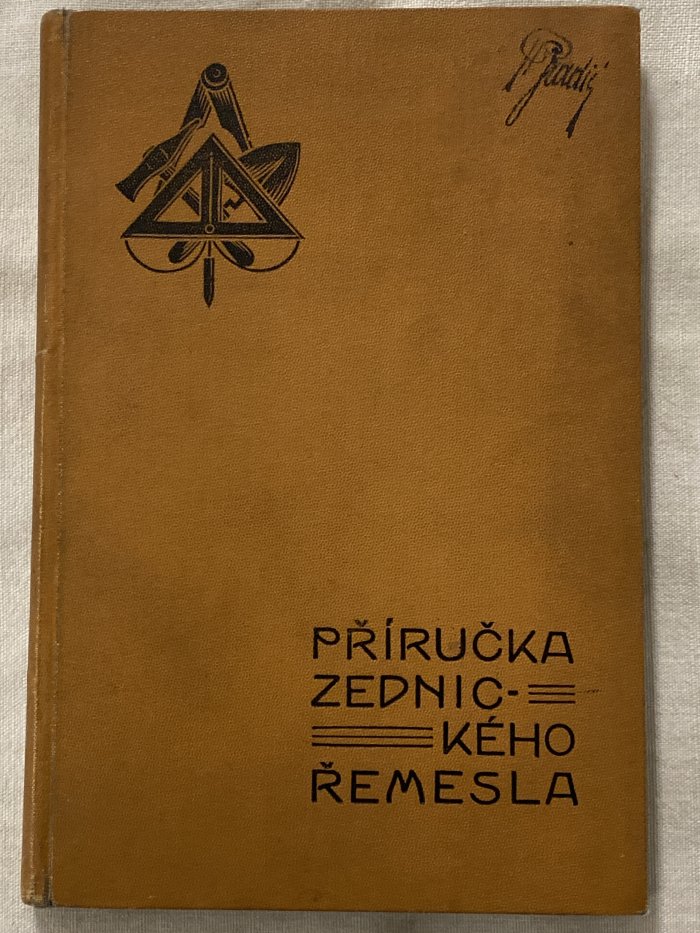 PŘÍRUČKA
ZEDNIC-
KÉHO
ŘEMESLA